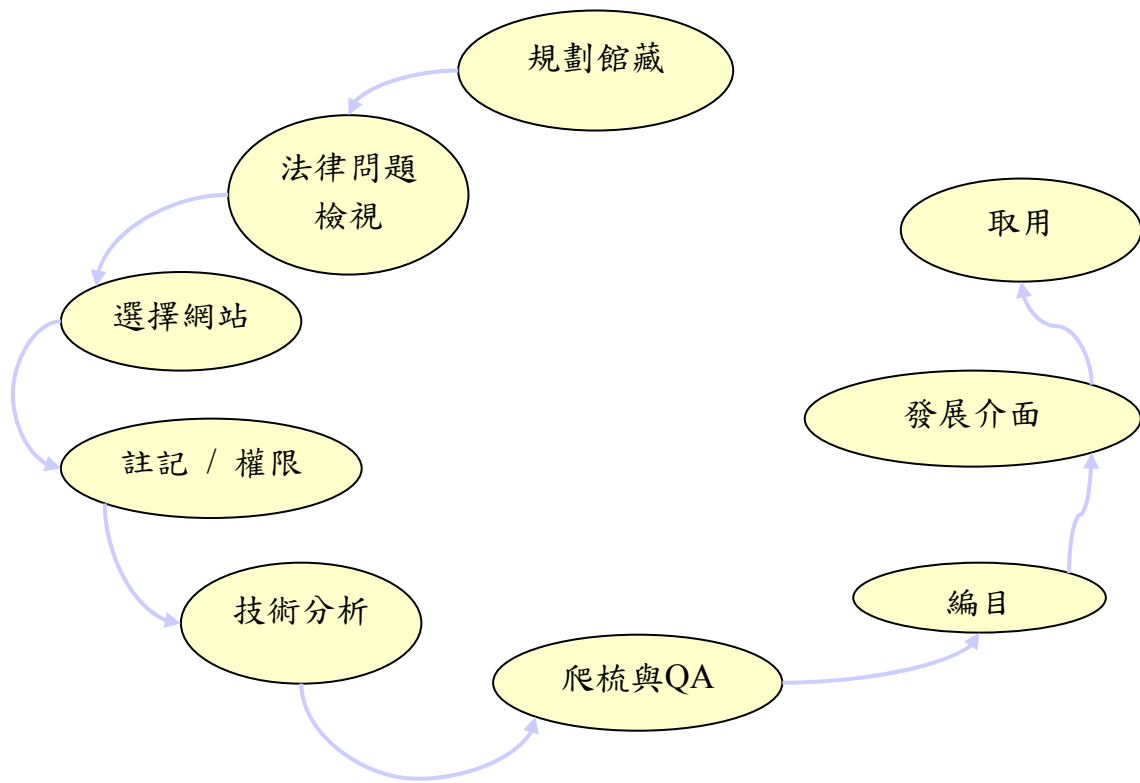 規劃館藏
法律問題
檢視
選擇網站
註記 / 權限
技術分析
爬梳與QA
編目
發展介面
取用